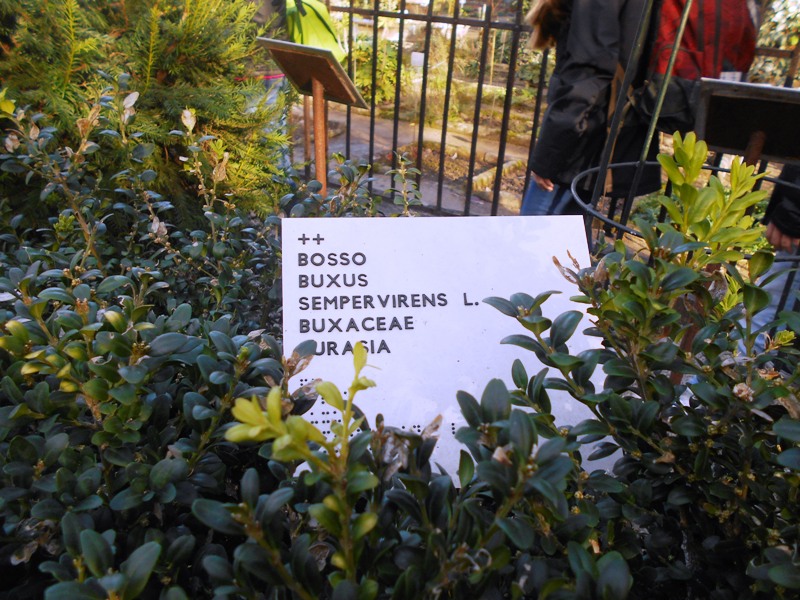 ++
BOSSO
BUXUS
SEMPERVIRENS L.
BUXACEAE
URASIA